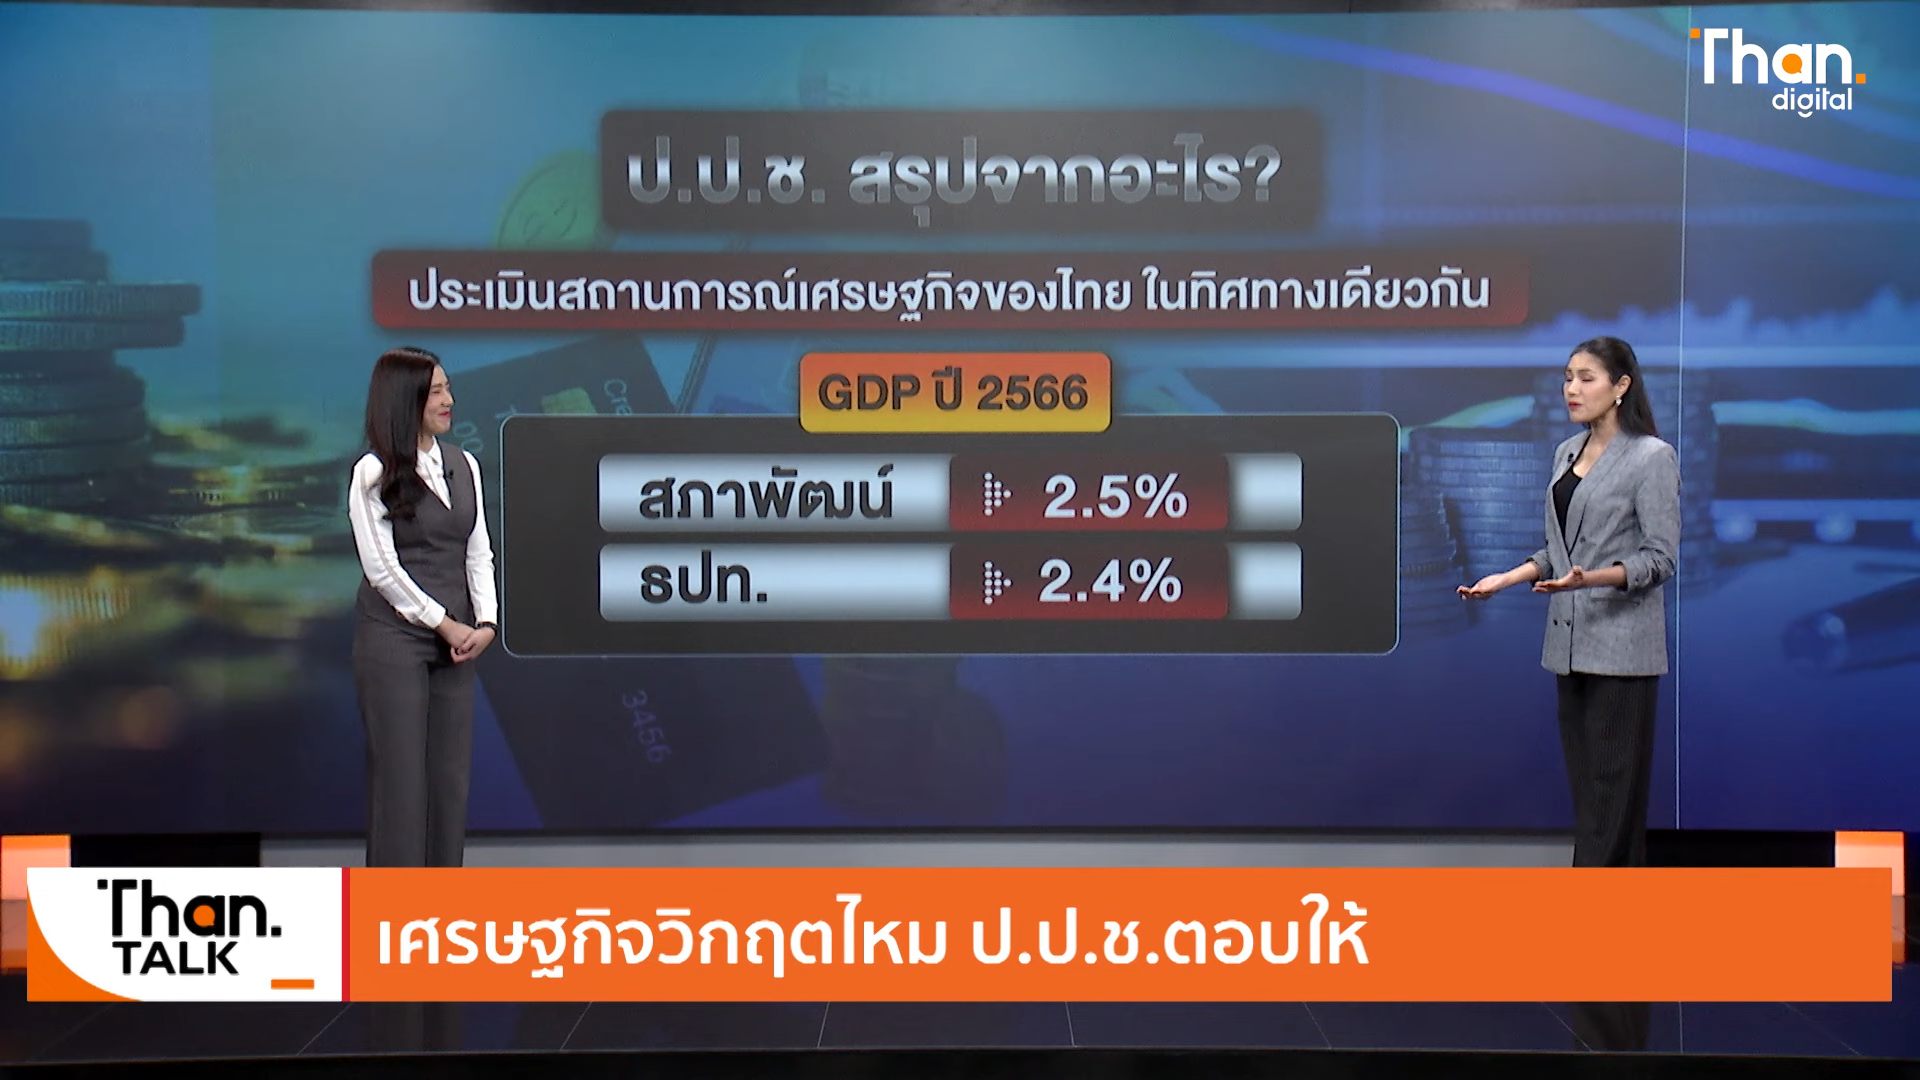 Than.
digital
ป.ป.ช. สรุปจากอะไร?
ประเมินสถานการณ์เศรษฐกิจของไทย ในทิศทางเดียวกัน
GDP ปี 2566
สภาพัฒน์ 2.5%
ธปท. 2.4%
3456
Than.
TALK
เศรษฐกิจวิกฤตไหม ป.ป.ช.ตอบให้